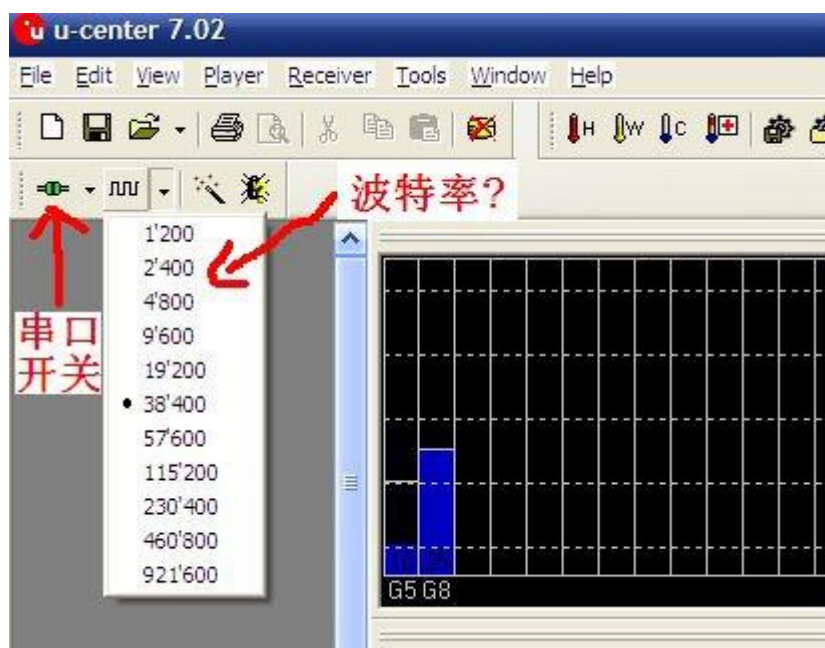 u-center 7.02
File Edit View Player Receiver Tools Window Help
H W C
波特率?
1'200
2'400
4'800
9'600
19'200
38'400
57'600
115'200
230'400
460'800
921'600
串口
开关
G5 G8